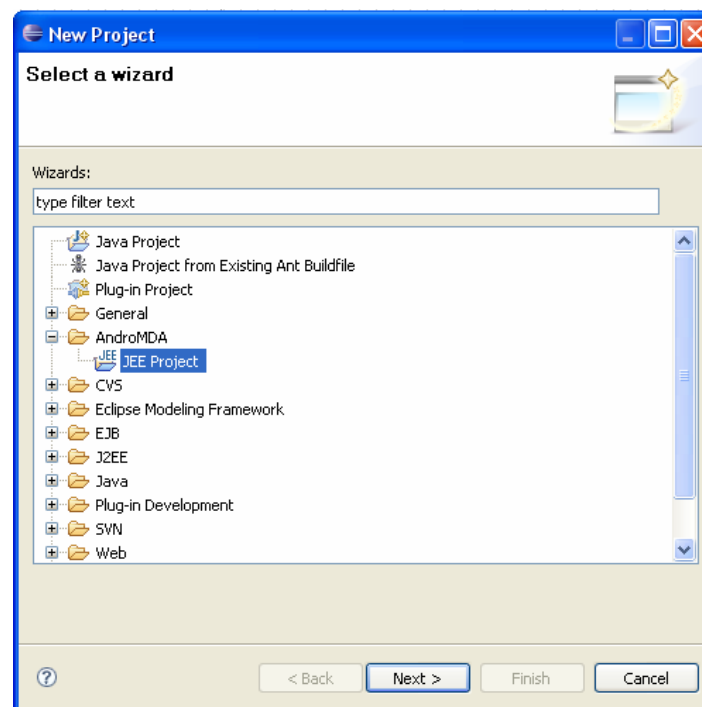 New Project
Select a wizard
Wizards:
type filter text
Java Project
Java Project from Existing Ant Buildfile
Plug-in Project
General
AndroMDA
JEE JEE Project
CVS
Eclipse Modeling Framework
EJB
J2EE
Java
Plug-in Development
SVN
Web
? < Back Next > Finish Cancel